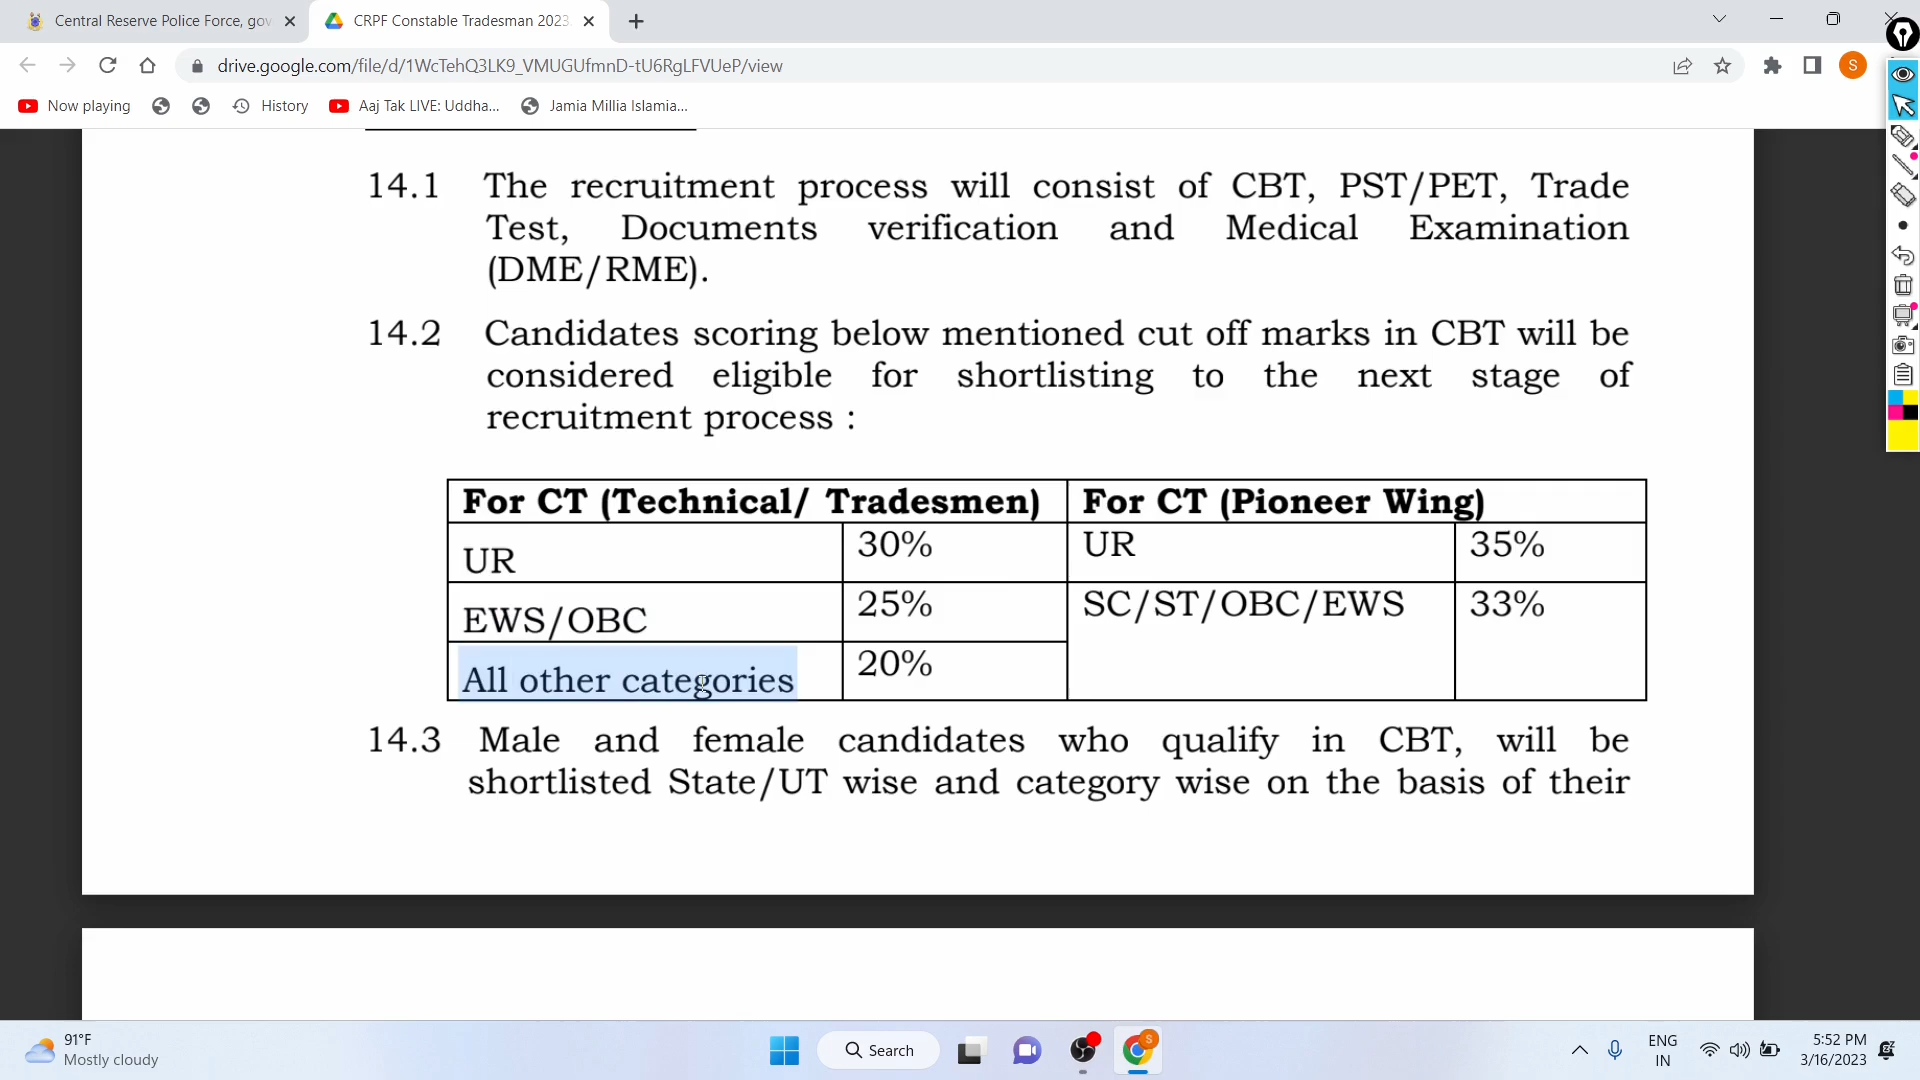 Central Reserve Police Force, gov
CRPF Constable Tradesman 2023
drive.google.com/file/d/1WcTehQ3LK9_VMUGUfmnD-tU6RgLFVUeP/view
S
Now playing
History
Aaj Tak LIVE: Uddha...
Jamia Millia Islamia...
14.1 The recruitment process will consist of CBT, PST/PET, Trade
Test, Documents verification and Medical Examination
(DME/RME).
14.2 Candidates scoring below mentioned cut off marks in CBT will be
considered eligible for shortlisting to the next stage of
recruitment process :
For CT (Technical/ Tradesmen) For CT (Pioneer Wing)
UR 30% UR 35%
EWS/OBC 25% SC/ST/OBC/EWS 33%
All other categories 20%
14.3 Male and female candidates who qualify in CBT, will be
shortlisted State/UT wise and category wise on the basis of their
91°F
Mostly cloudy
Search
S
ENG
IN
5:52 PM
3/16/2023